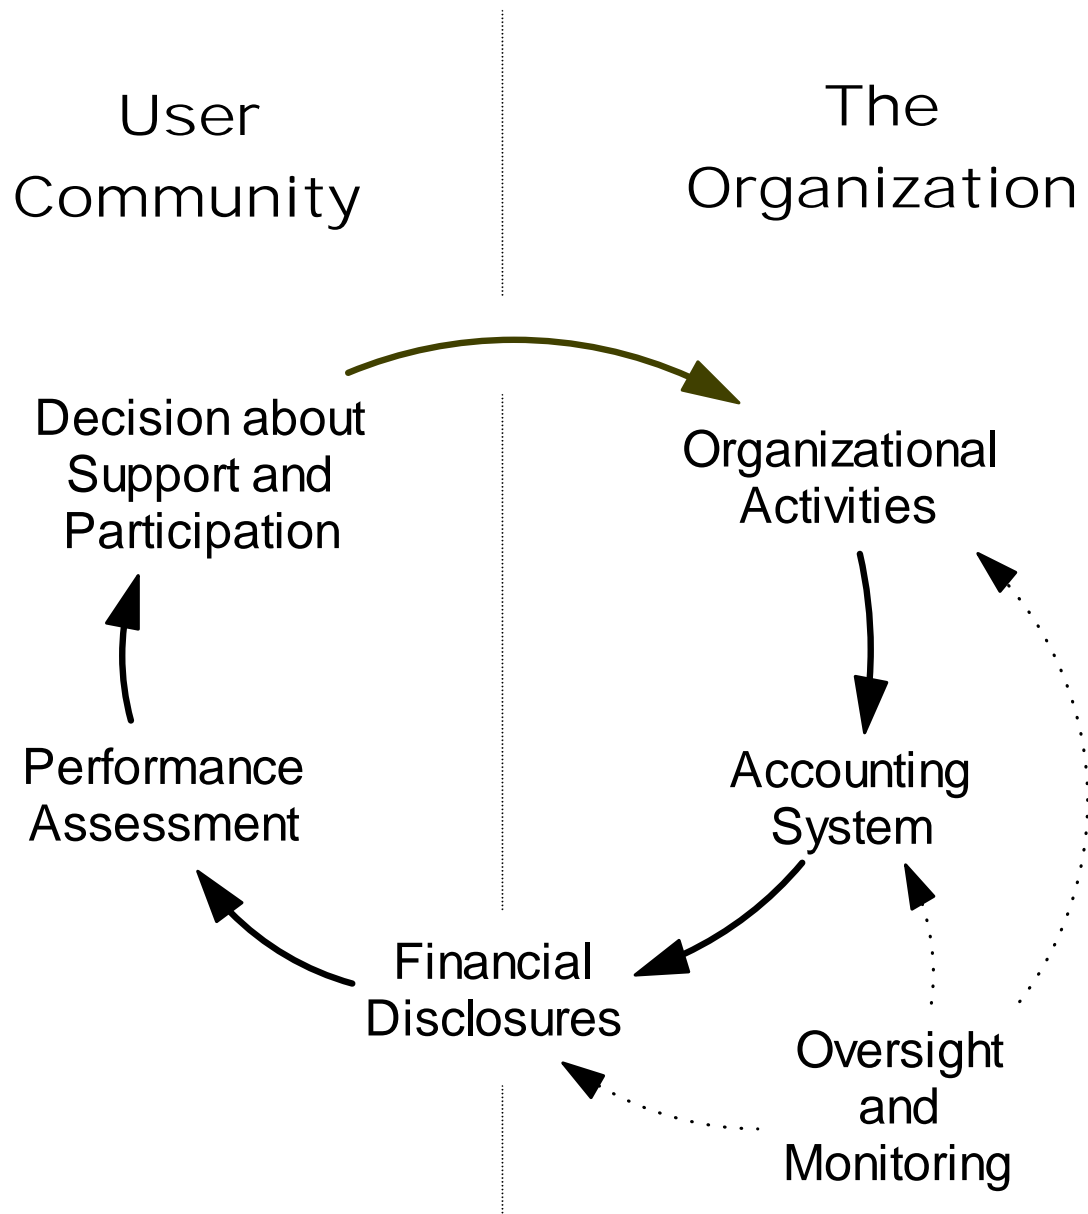 User
Community
The
Organization
Decision about
Support and
Participation
Organizational
Activities
Performance
Assessment
Accounting
System
Financial
Disclosures
Oversight
and
Monitoring